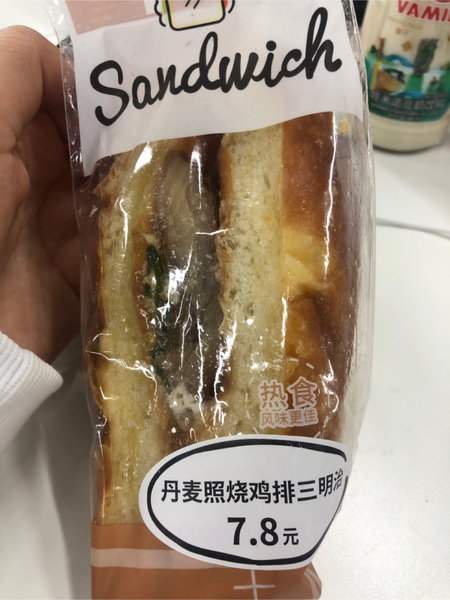 Sandwich
VAMI
热食
风味更佳
丹麦照烧鸡排三明治
7.8元